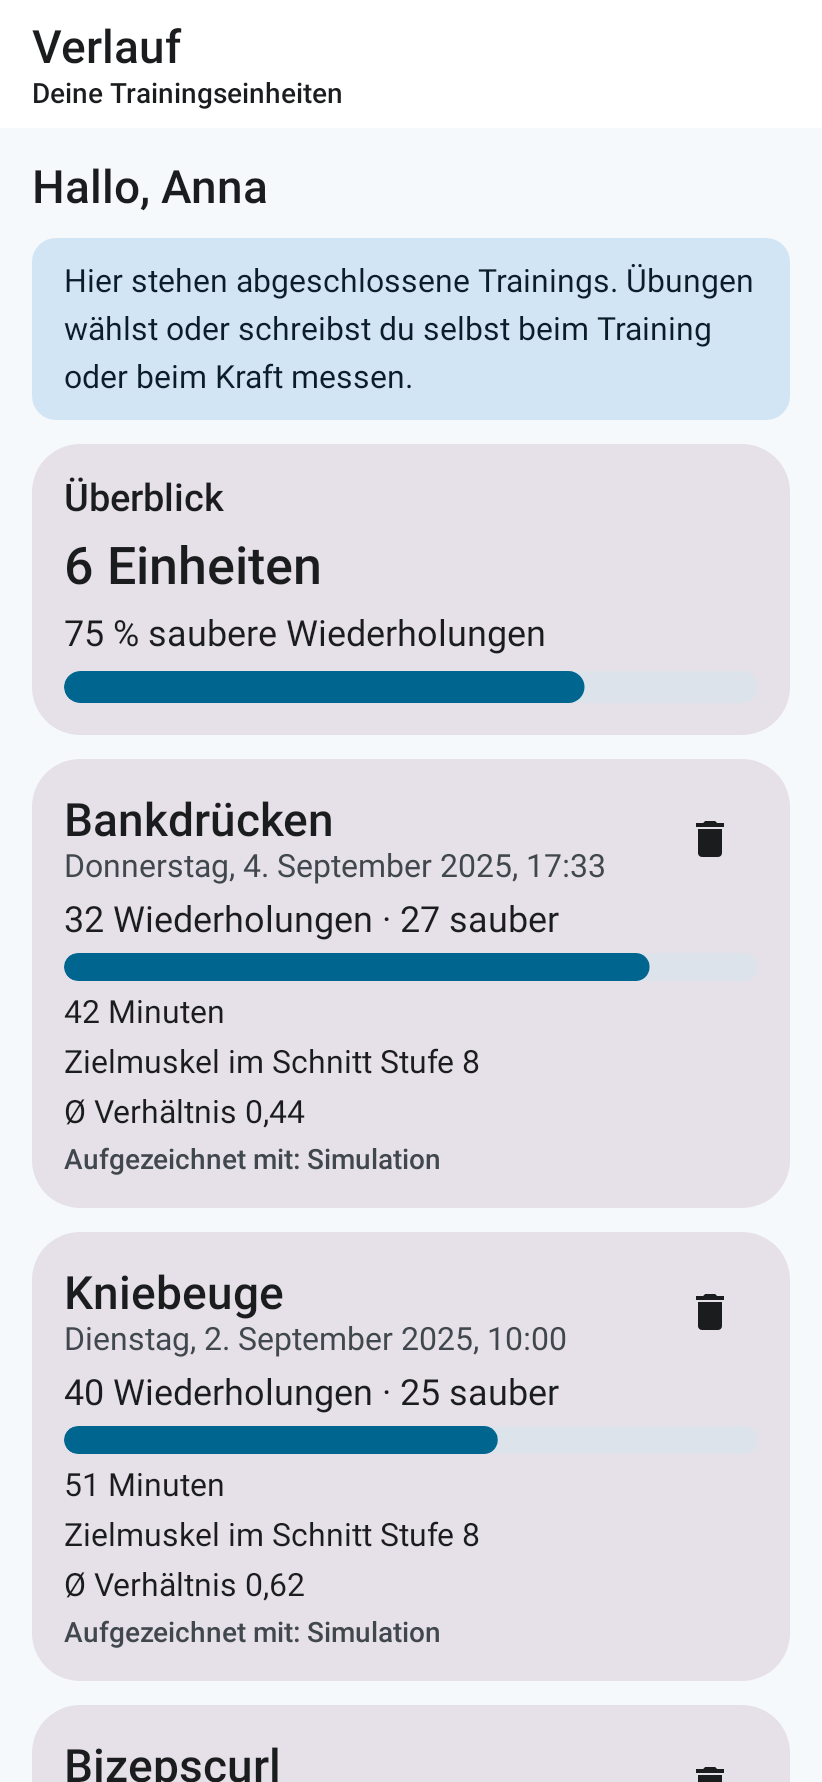 Verlauf
Deine Trainingseinheiten
Hallo, Anna
Hier stehen abgeschlossene Trainings. Übungen
wählst oder schreibst du selbst beim Training
oder beim Kraft messen.
Überblick
6 Einheiten
75 % saubere Wiederholungen
Bankdrücken
Donnerstag, 4. September 2025, 17:33
32 Wiederholungen · 27 sauber
42 Minuten
Zielmuskel im Schnitt Stufe 8
Ø Verhältnis 0,44
Aufgezeichnet mit: Simulation
Kniebeuge
Dienstag, 2. September 2025, 10:00
40 Wiederholungen · 25 sauber
51 Minuten
Zielmuskel im Schnitt Stufe 8
Ø Verhältnis 0,62
Aufgezeichnet mit: Simulation
Bizepscurl